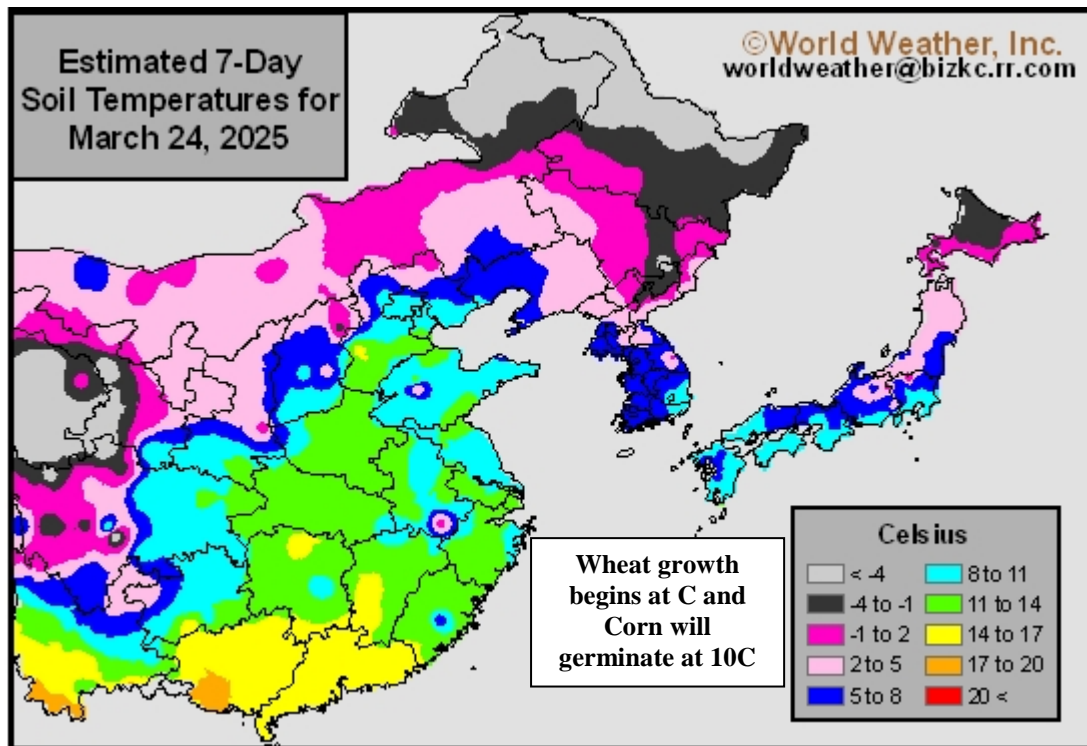 Estimated 7-Day
Soil Temperatures for
March 24, 2025
©World Weather, Inc.
worldweather@bizkc.rr.com
Wheat growth
begins at C and
Corn will
germinate at 10C
Celsius
< -4
-4 to -1
-1 to 2
2 to 5
5 to 8
8 to 11
11 to 14
14 to 17
17 to 20
20 <